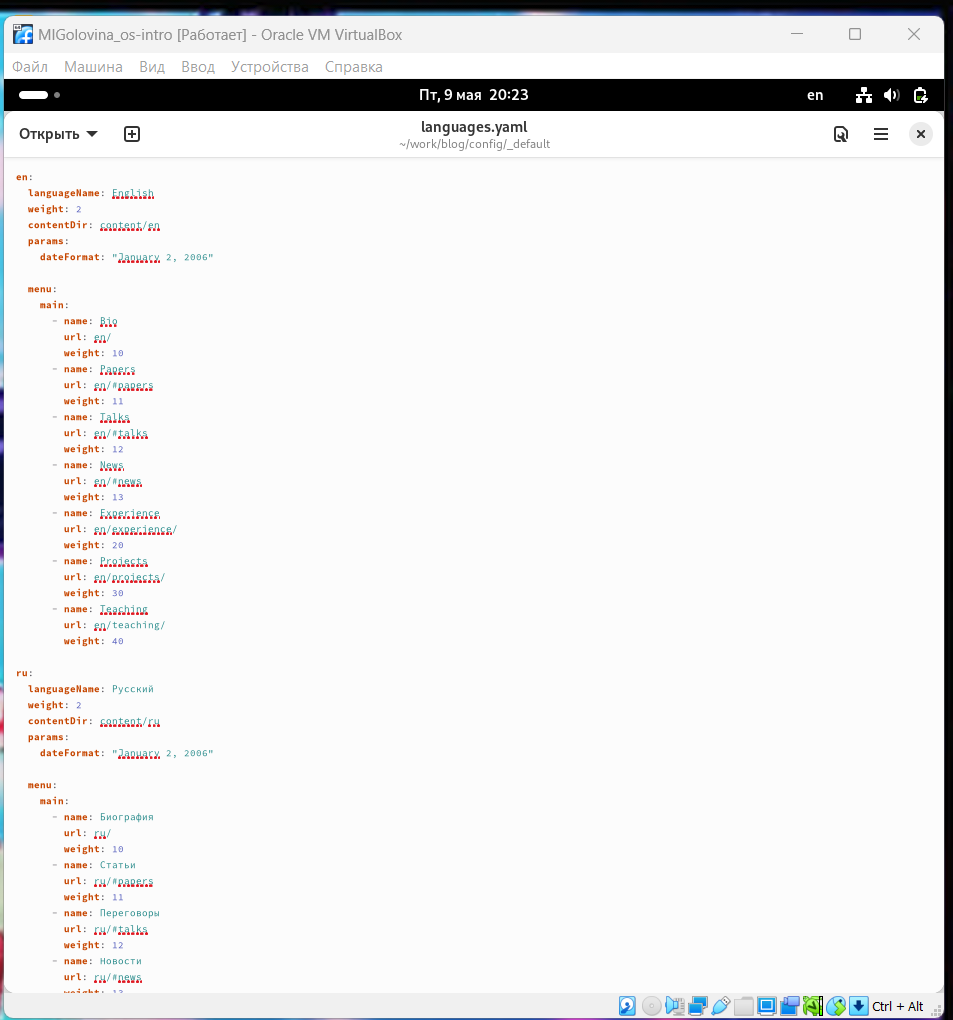 MIGolovina_os-intro [Работает] - Oracle VM VirtualBox
Файл Машина Вид Ввод Устройства Справка
Пт, 9 мая 20:23 en
Открыть languages.yaml
~/work/blog/config/_default
en:
languageName: English
weight: 2
contentDir: content/en
params:
dateFormat: "January 2, 2006"
menu:
main:
- name: Bio
url: en/
weight: 10
- name: Papers
url: en/#papers
weight: 11
- name: Talks
url: en/#talks
weight: 12
- name: News
url: en/#news
weight: 13
- name: Experience
url: en/experience/
weight: 20
- name: Projects
url: en/projects/
weight: 30
- name: Teaching
url: en/teaching/
weight: 40
ru:
languageName: Русский
weight: 2
contentDir: content/ru
params:
dateFormat: "January 2, 2006"
menu:
main:
- name: Биография
url: ru/
weight: 10
- name: Статьи
url: ru/#papers
weight: 11
- name: Переговоры
url: ru/#talks
weight: 12
- name: Новости
url: ru/#news
weight: 13
Ctrl + Alt